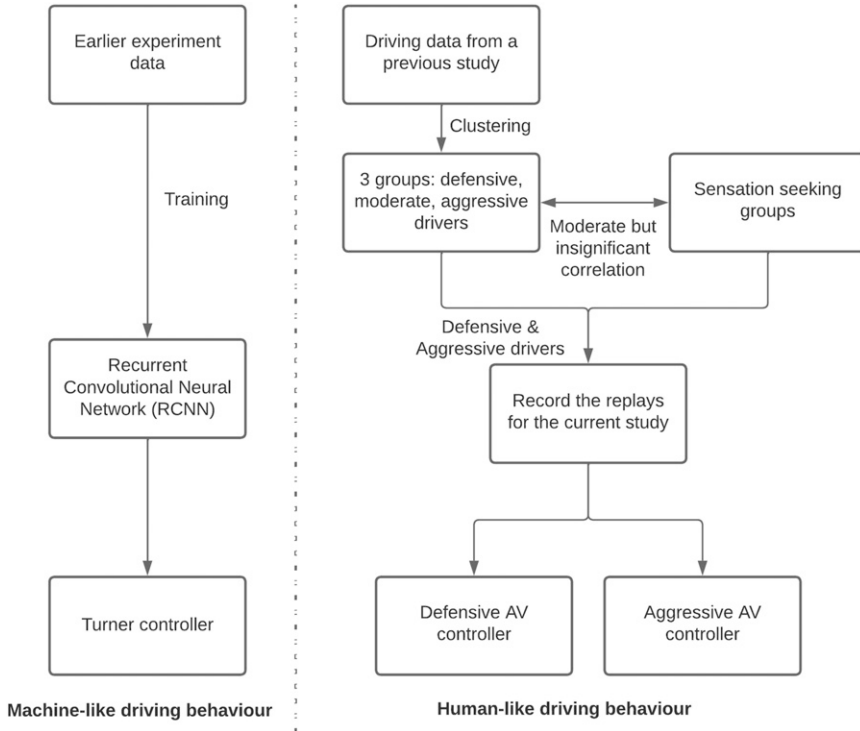 Earlier experiment
data
Training
Recurrent
Convolutional Neural
Network (RCNN)
Turner controller
Machine-like driving behaviour
Driving data from a
previous study
Clustering
3 groups: defensive,
moderate, aggressive
drivers
Moderate but
insignificant
correlation
Sensation seeking
groups
Defensive &
Aggressive drivers
Record the replays
for the current study
Defensive AV
controller
Aggressive AV
controller
Human-like driving behaviour